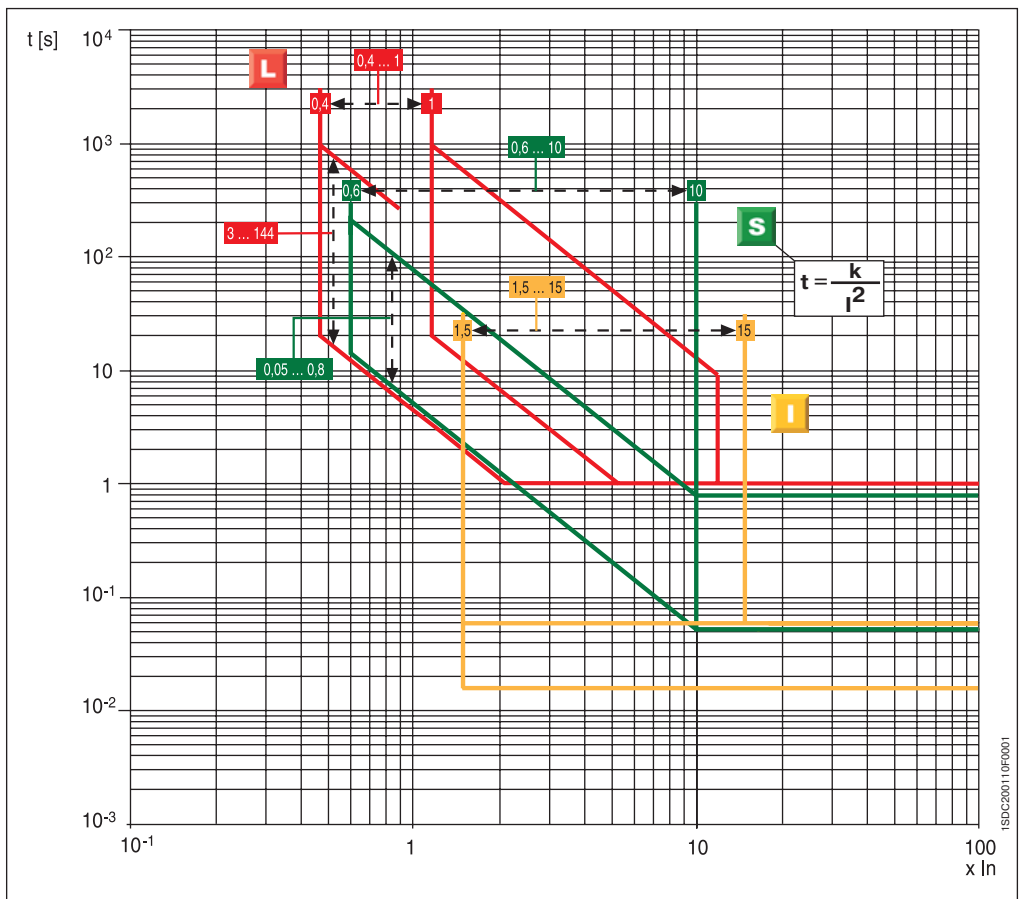 t [s]
10⁴
L
0,4 ... 1
0,4
1
10³
0,6 ... 10
0,6
10
S
3 ... 144
10²
t = k / I²
1,5 ... 15
1,5
15
10
0,05 ... 0,8
I
1
10⁻¹
10⁻²
10⁻³
10⁻¹
1
10
100
x In
1SDC200110F0001